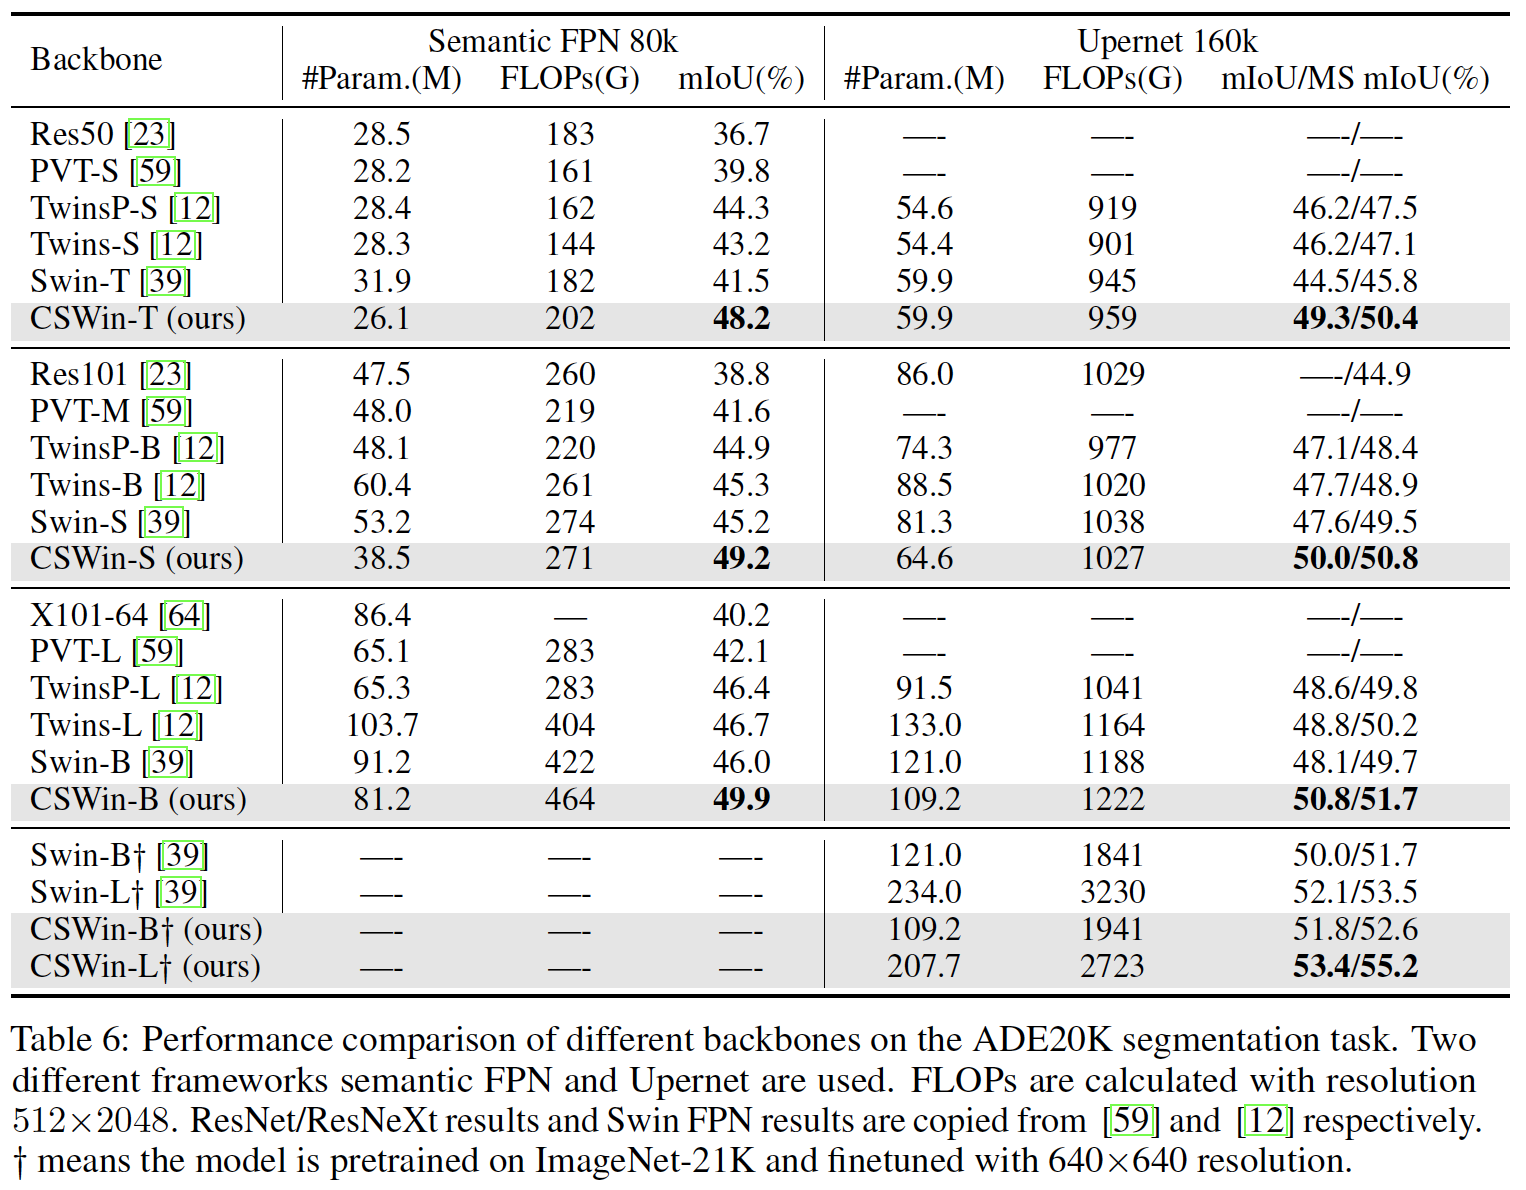 Backbone Semantic FPN 80k Upernet 160k
#Param.(M) FLOPs(G) mIoU(%) #Param.(M) FLOPs(G) mIoU/MS mIoU(%)
Res50 [23] 28.5 183 36.7 —- —- —-/—-
PVT-S [59] 28.2 161 39.8 —- —- —-/—-
TwinsP-S [12] 28.4 162 44.3 54.6 919 46.2/47.5
Twins-S [12] 28.3 144 43.2 54.4 901 46.2/47.1
Swin-T [39] 31.9 182 41.5 59.9 945 44.5/45.8
CSWin-T (ours) 26.1 202 48.2 59.9 959 49.3/50.4
Res101 [23] 47.5 260 38.8 86.0 1029 —-/44.9
PVT-M [59] 48.0 219 41.6 —- —- —-/—-
TwinsP-B [12] 48.1 220 44.9 74.3 977 47.1/48.4
Twins-B [12] 60.4 261 45.3 88.5 1020 47.7/48.9
Swin-S [39] 53.2 274 45.2 81.3 1038 47.6/49.5
CSWin-S (ours) 38.5 271 49.2 64.6 1027 50.0/50.8
X101-64 [64] 86.4 — 40.2 —- —- —-/—-
PVT-L [59] 65.1 283 42.1 —- —- —-/—-
TwinsP-L [12] 65.3 283 46.4 91.5 1041 48.6/49.8
Twins-L [12] 103.7 404 46.7 133.0 1164 48.8/50.2
Swin-B [39] 91.2 422 46.0 121.0 1188 48.1/49.7
CSWin-B (ours) 81.2 464 49.9 109.2 1222 50.8/51.7
Swin-B† [39] —- —- —- 121.0 1841 50.0/51.7
Swin-L† [39] —- —- —- 234.0 3230 52.1/53.5
CSWin-B† (ours) —- —- —- 109.2 1941 51.8/52.6
CSWin-L† (ours) —- —- —- 207.7 2723 53.4/55.2
Table 6: Performance comparison of different backbones on the ADE20K segmentation task. Two
different frameworks semantic FPN and Upernet are used. FLOPs are calculated with resolution
512×2048. ResNet/ResNeXt results and Swin FPN results are copied from [59] and [12] respectively.
† means the model is pretrained on ImageNet-21K and finetuned with 640×640 resolution.